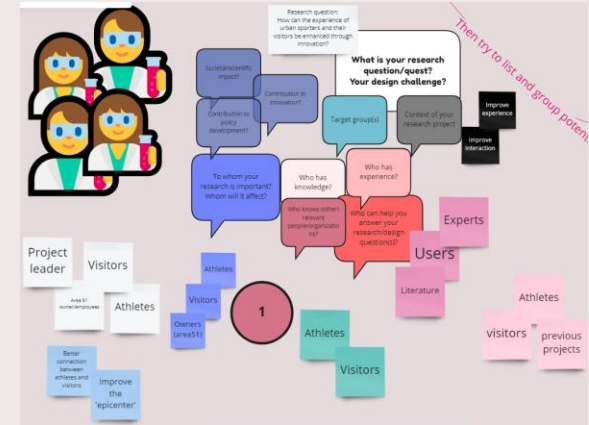 Research question:
How can the experience of
urban sporters and their
visitors be enhanced through
innovation?
Then try to list and group poten
What is your research
question/quest?
Your design challenge?
Societal/scientific
impact?
Contribution to
innovation?
Contribution to
policy
development?
Target group(s)
Context of your
research project
Improve
experience
Improve
interaction
To whom your
research is important?
Whom will it affect?
Who has
knowledge?
Who has
experience?
Who knows (other)
relevant
people/organizatio
ns?
Who can help you
answer your
research/design
question(s)?
Experts
Users
Literature
Project
leader
Visitors
Area 51
owner/employees
Athletes
Athletes
Visitors
Owners
(area51)
1
Athletes
Visitors
Athletes
visitors
previous
projects
Better
connection
between
athletes and
visitors
Improve
the
'epicenter'